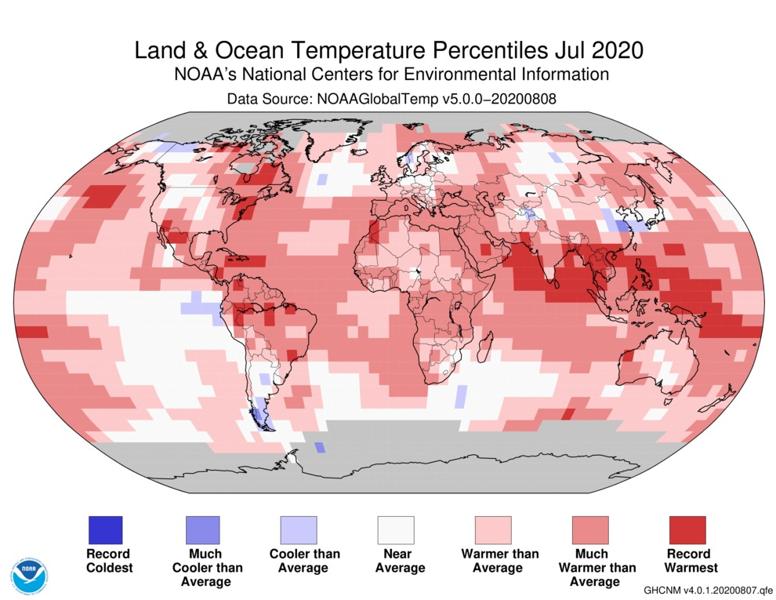 Land & Ocean Temperature Percentiles Jul 2020
NOAA's National Centers for Environmental Information
Data Source: NOAAGlobalTemp v5.0.0−20200808
Record
Coldest
Much
Cooler than
Average
Cooler than
Average
Near
Average
Warmer than
Average
Much
Warmer than
Average
Record
Warmest
NOAA
GHCNM v4.0.1.20200807.qfe